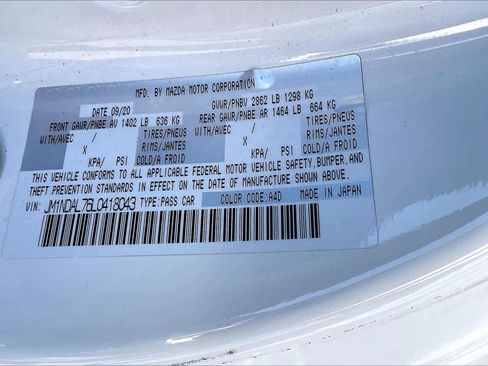 MFD. BY MAZDA MOTOR CORPORATION
DATE 09/20 GVWR/PNBV 2862 LB 1298 KG
FRONT GAWR/PNBE AV 1402 LB 636 KG REAR GAWR/PNBE AR 1464 LB 664 KG
WITH/AVEC / TIRES/PNEUS WITH/AVEC / TIRES/PNEUS
X RIMS/JANTES X RIMS/JANTES
/ KPA/ PSI COLD/A FROID / KPA/ PSI COLD/A FROID
THIS VEHICLE CONFORMS TO ALL APPLICABLE FEDERAL MOTOR VEHICLE SAFETY, BUMPER, AND
THEFT PREVENTION STANDARDS IN EFFECT ON THE DATE OF MANUFACTURE SHOWN ABOVE.
VIN: JM1NDAL76L0418043 TYPE:PASS CAR COLOR CODE:A4D MADE IN JAPAN